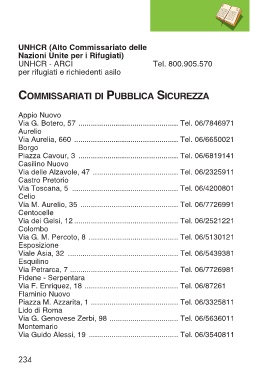 UNHCR (Alto Commissariato delle
Nazioni Unite per i Rifugiati)
UNHCR - ARCI Tel. 800.905.570
per rifugiati e richiedenti asilo
COMMISSARIATI DI PUBBLICA SICUREZZA
Appio Nuovo
Via G. Botero, 57 ................................ Tel. 06/7846971
Aurelio
Via Aurelia, 660 ................................ Tel. 06/6650021
Borgo
Piazza Cavour, 3 ................................ Tel. 06/6819141
Casilino Nuovo
Via delle Alzavole, 47 ................................ Tel. 06/2325911
Castro Pretorio
Via Toscana, 5 ................................ Tel. 06/4200801
Celio
Via M. Aurelio, 35 ................................ Tel. 06/7726991
Centocelle
Via dei Gelsi, 12 ................................ Tel. 06/2521221
Colombo
Via G. M. Percoto, 8 ................................ Tel. 06/5130121
Esposizione
Viale Asia, 32 ................................ Tel. 06/5439381
Esquilino
Via Petrarca, 7 ................................ Tel. 06/7726981
Fidene - Serpentara
Via F. Enriquez, 18 ................................ Tel. 06/87261
Flaminio Nuovo
Piazza M. Azzarita, 1 ................................ Tel. 06/3325811
Lido di Roma
Via G. Genovese Zerbi, 98 ................................ Tel. 06/5636011
Montemario
Via Guido Alessi, 19 ................................ Tel. 06/3540811
234